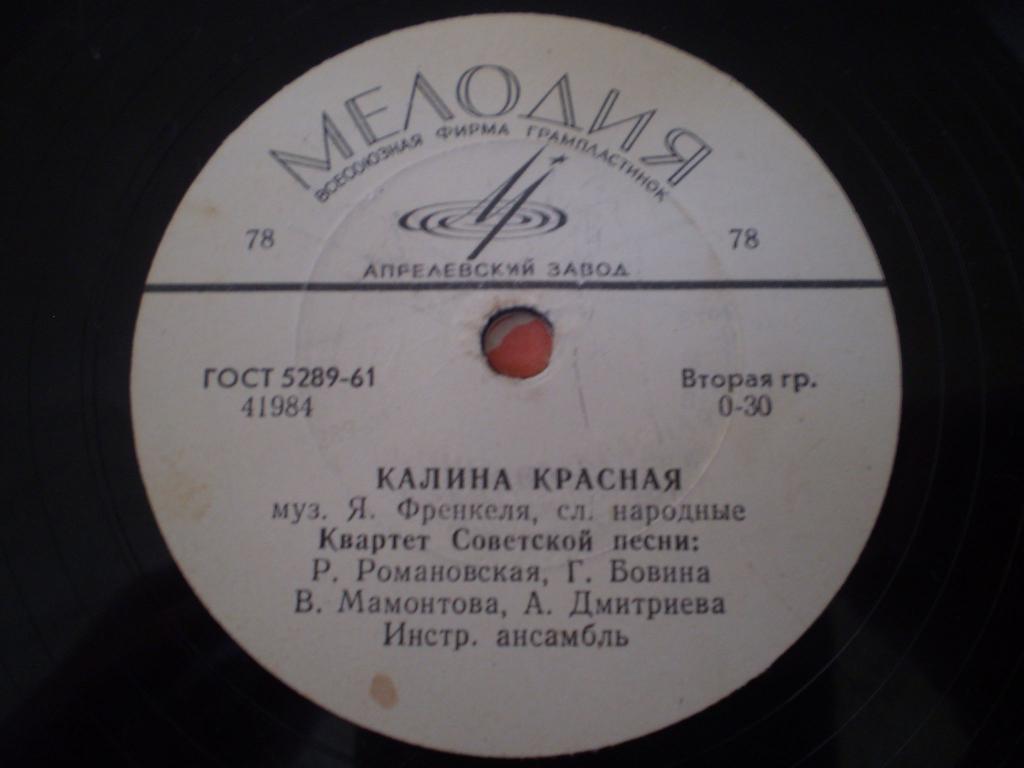 МЕЛОДИЯ
ВСЕСОЮЗНАЯ ФИРМА ГРАМПЛАСТИНОК
78 78
АПРЕЛЕВСКИЙ ЗАВОД
ГОСТ 5289-61 Вторая гр.
41984 0-30
КАЛИНА КРАСНАЯ
муз. Я. Френкеля, сл. народные
Квартет Советской песни:
Р. Романовская, Г. Бовина
В. Мамонтова, А. Дмитриева
Инстр. ансамбль